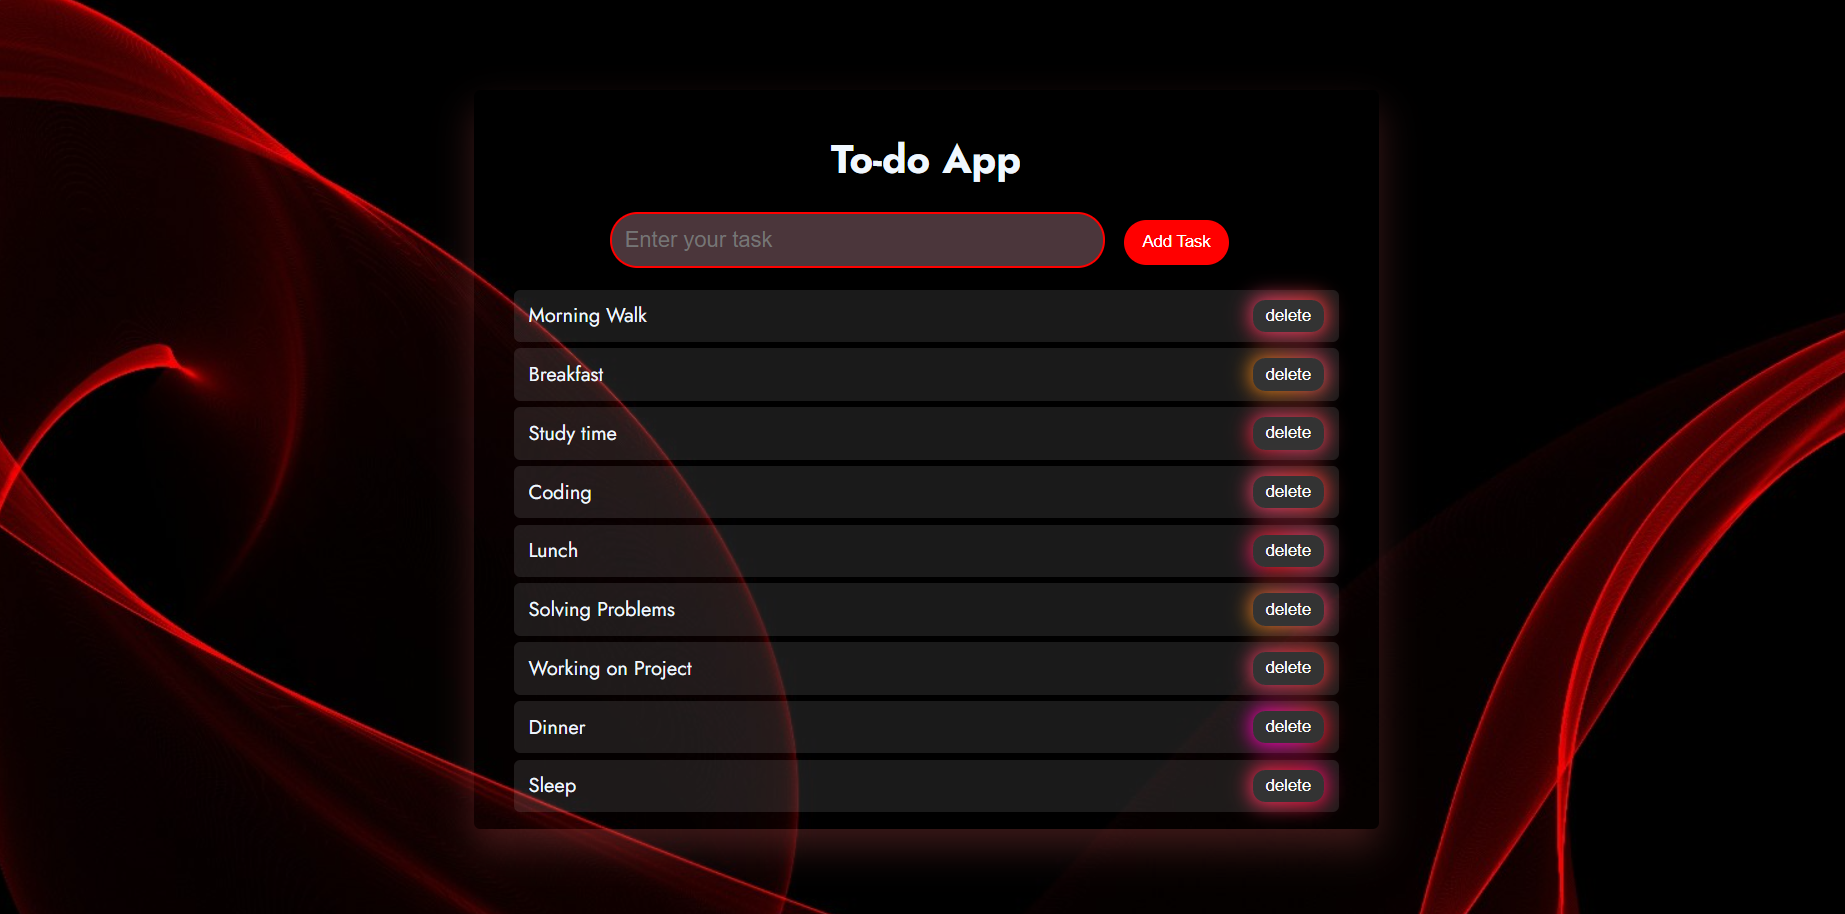 To-do App
Enter your task
Add Task
Morning Walk delete
Breakfast delete
Study time delete
Coding delete
Lunch delete
Solving Problems delete
Working on Project delete
Dinner delete
Sleep delete